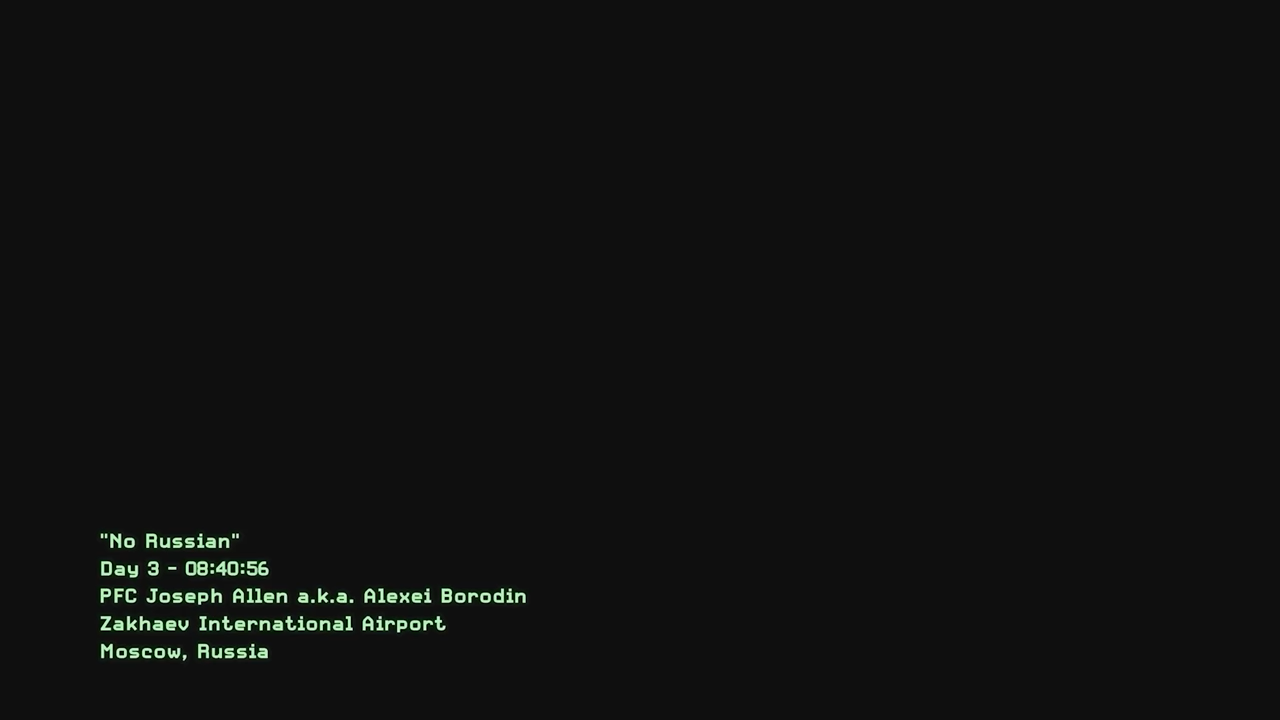 "No Russian"
Day 3 - 08:40:56
PFC Joseph Allen a.k.a. Alexei Borodin
Zakhaev International Airport
Moscow, Russia